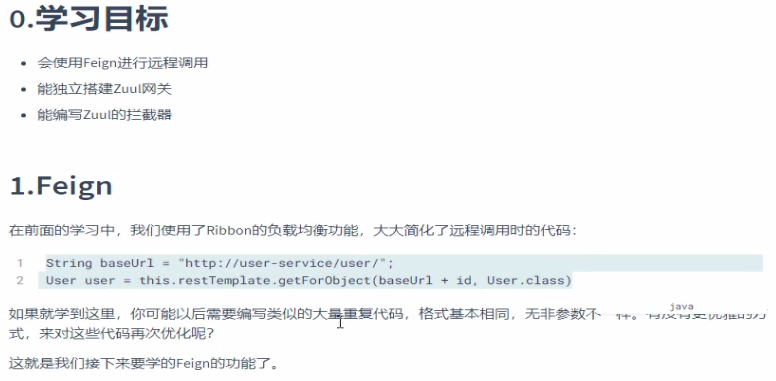 0.学习目标
会使用Feign进行远程调用
能独立搭建Zuul网关
能编写Zuul的拦截器
1.Feign
在前面的学习中，我们使用了Ribbon的负载均衡功能，大大简化了远程调用时的代码：
1 String baseUrl = "http://user-service/user/";
2 User user = this.restTemplate.getForObject(baseUrl + id, User.class)
java
如果就学到这里，你可能以后需要编写类似的大量重复代码，格式基本相同，无非参数不一样。有没有更优雅的方
式，来对这些代码再次优化呢？
这就是我们接下来要学的Feign的功能了。